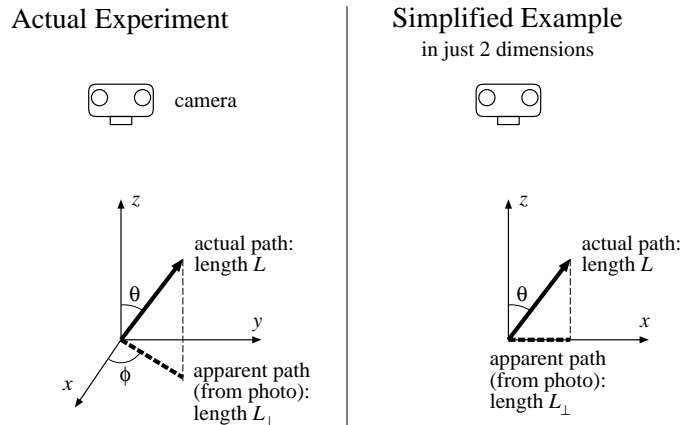 Actual Experiment
camera
z
actual path:
length L
θ
y
x
ϕ
apparent path
(from photo):
length L⊥
Simplified Example
in just 2 dimensions
z
actual path:
length L
θ
x
apparent path
(from photo):
length L⊥